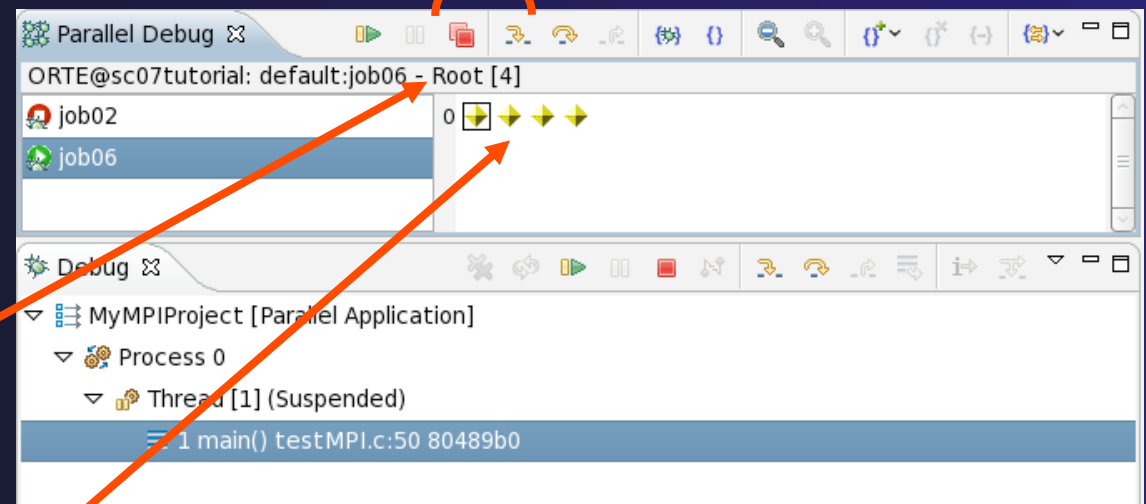 Parallel Debug
ORTE@sc07tutorial: default:job06 - Root [4]
job02
0
job06
Debug
MyMPIProject [Parallel Application]
Process 0
Thread [1] (Suspended)
1 main() testMPI.c:50 80489b0